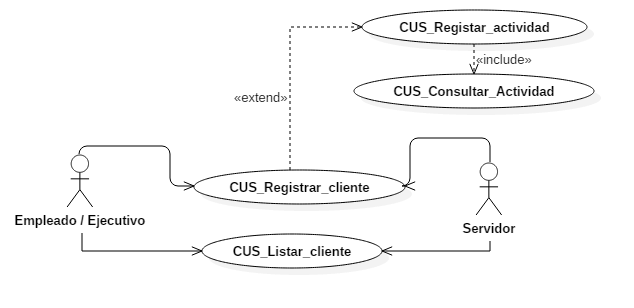 CUS_Registar_actividad
«include»
CUS_Consultar_Actividad
«extend»
CUS_Registrar_cliente
Empleado / Ejecutivo
Servidor
CUS_Listar_cliente